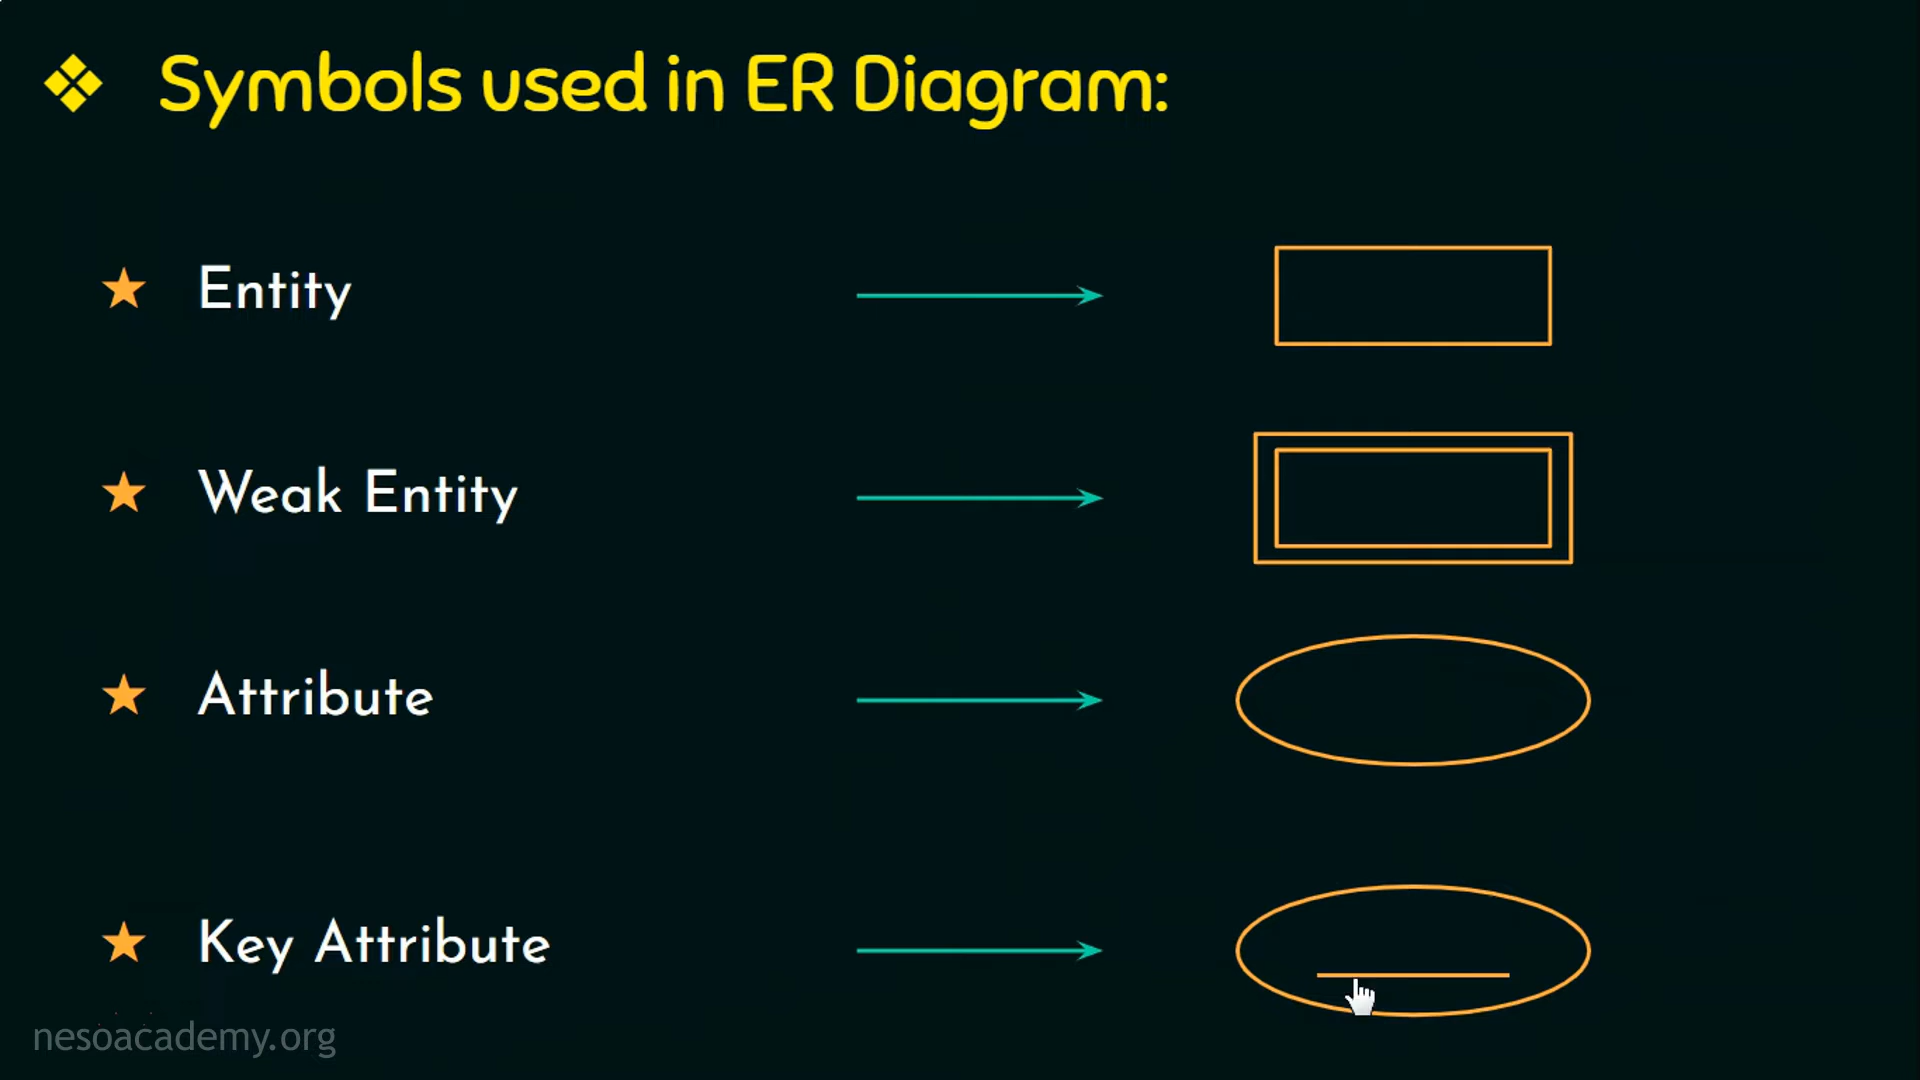 Symbols used in ER Diagram:
Entity
Weak Entity
Attribute
Key Attribute
nesoacademy.org